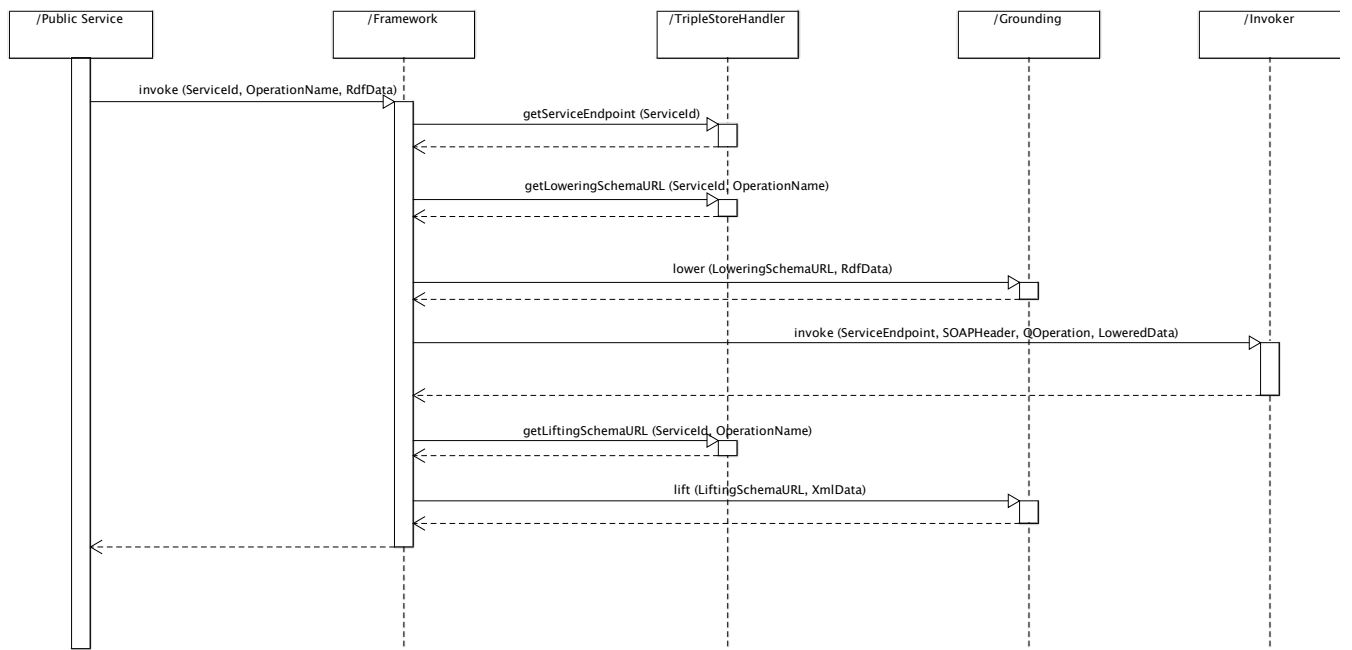 /Public Service
/Framework
/TripleStoreHandler
/Grounding
/Invoker
invoke (ServiceId, OperationName, RdfData)
getServiceEndpoint (ServiceId)
getLoweringSchemaURL (ServiceId, OperationName)
lower (LoweringSchemaURL, RdfData)
invoke (ServiceEndpoint, SOAPHeader, QOperation, LoweredData)
getLiftingSchemaURL (ServiceId, OperationName)
lift (LiftingSchemaURL, XmlData)